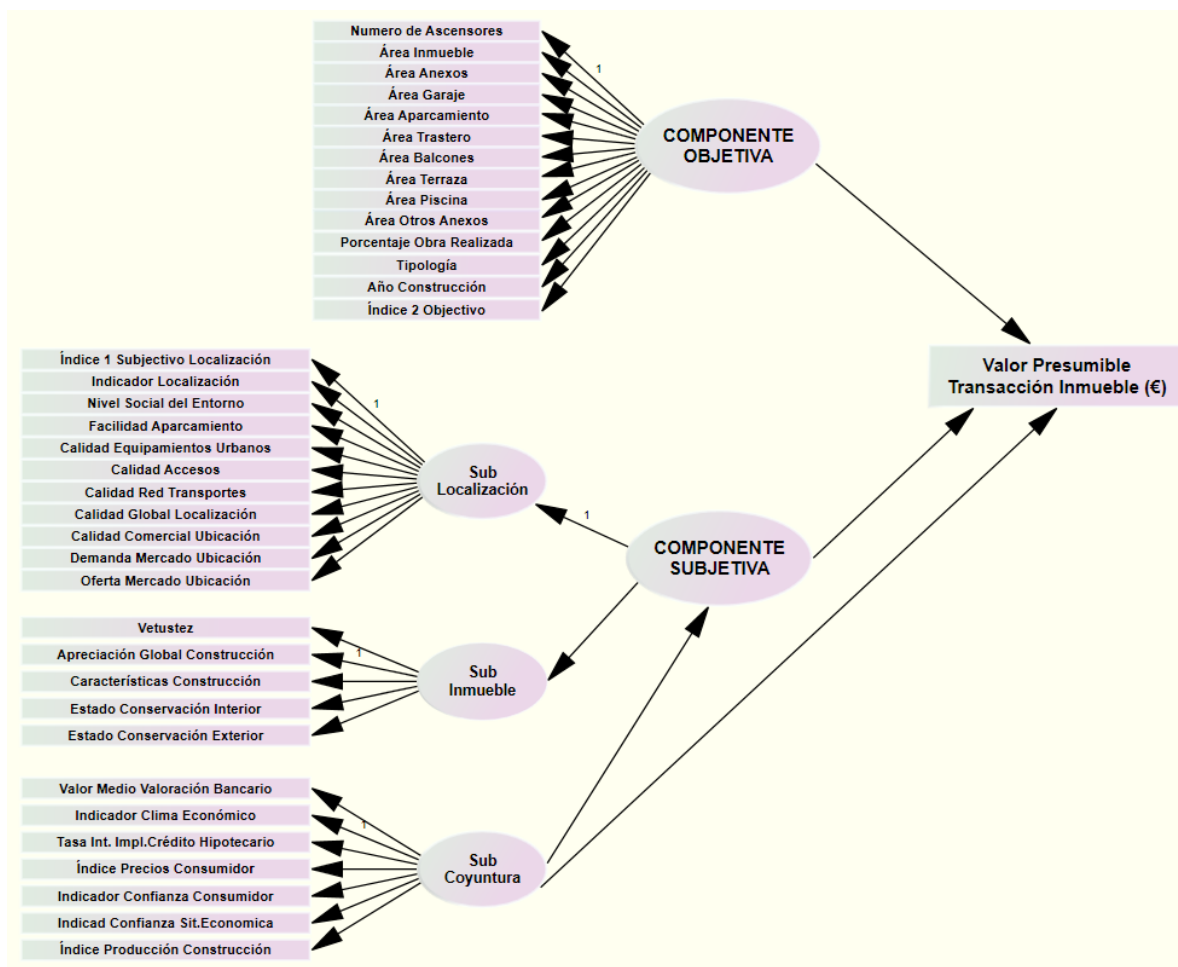 Numero de Ascensores
Área Inmueble
1
Área Anexos
Área Garaje
Área Aparcamiento
Área Trastero
Área Balcones
Área Terraza
Área Piscina
Área Otros Anexos
Porcentaje Obra Realizada
Tipología
Año Construcción
Índice 2 Objectivo
COMPONENTE
OBJETIVA
Valor Presumible
Transacción Inmueble (€)
Índice 1 Subjectivo Localización
Indicador Localización
Nivel Social del Entorno
1
Facilidad Aparcamiento
Calidad Equipamientos Urbanos
Calidad Accesos
Calidad Red Transportes
Calidad Global Localización
Calidad Comercial Ubicación
Demanda Mercado Ubicación
Oferta Mercado Ubicación
Sub
Localización
1
COMPONENTE
SUBJETIVA
Vetustez
Apreciación Global Construcción
1
Características Construcción
Estado Conservación Interior
Estado Conservación Exterior
Sub
Inmueble
Valor Medio Valoración Bancario
Indicador Clima Económico
1
Tasa Int. Impl.Crédito Hipotecario
Índice Precios Consumidor
Indicador Confianza Consumidor
Indicad Confianza Sit.Economica
Índice Producción Construcción
Sub
Coyuntura